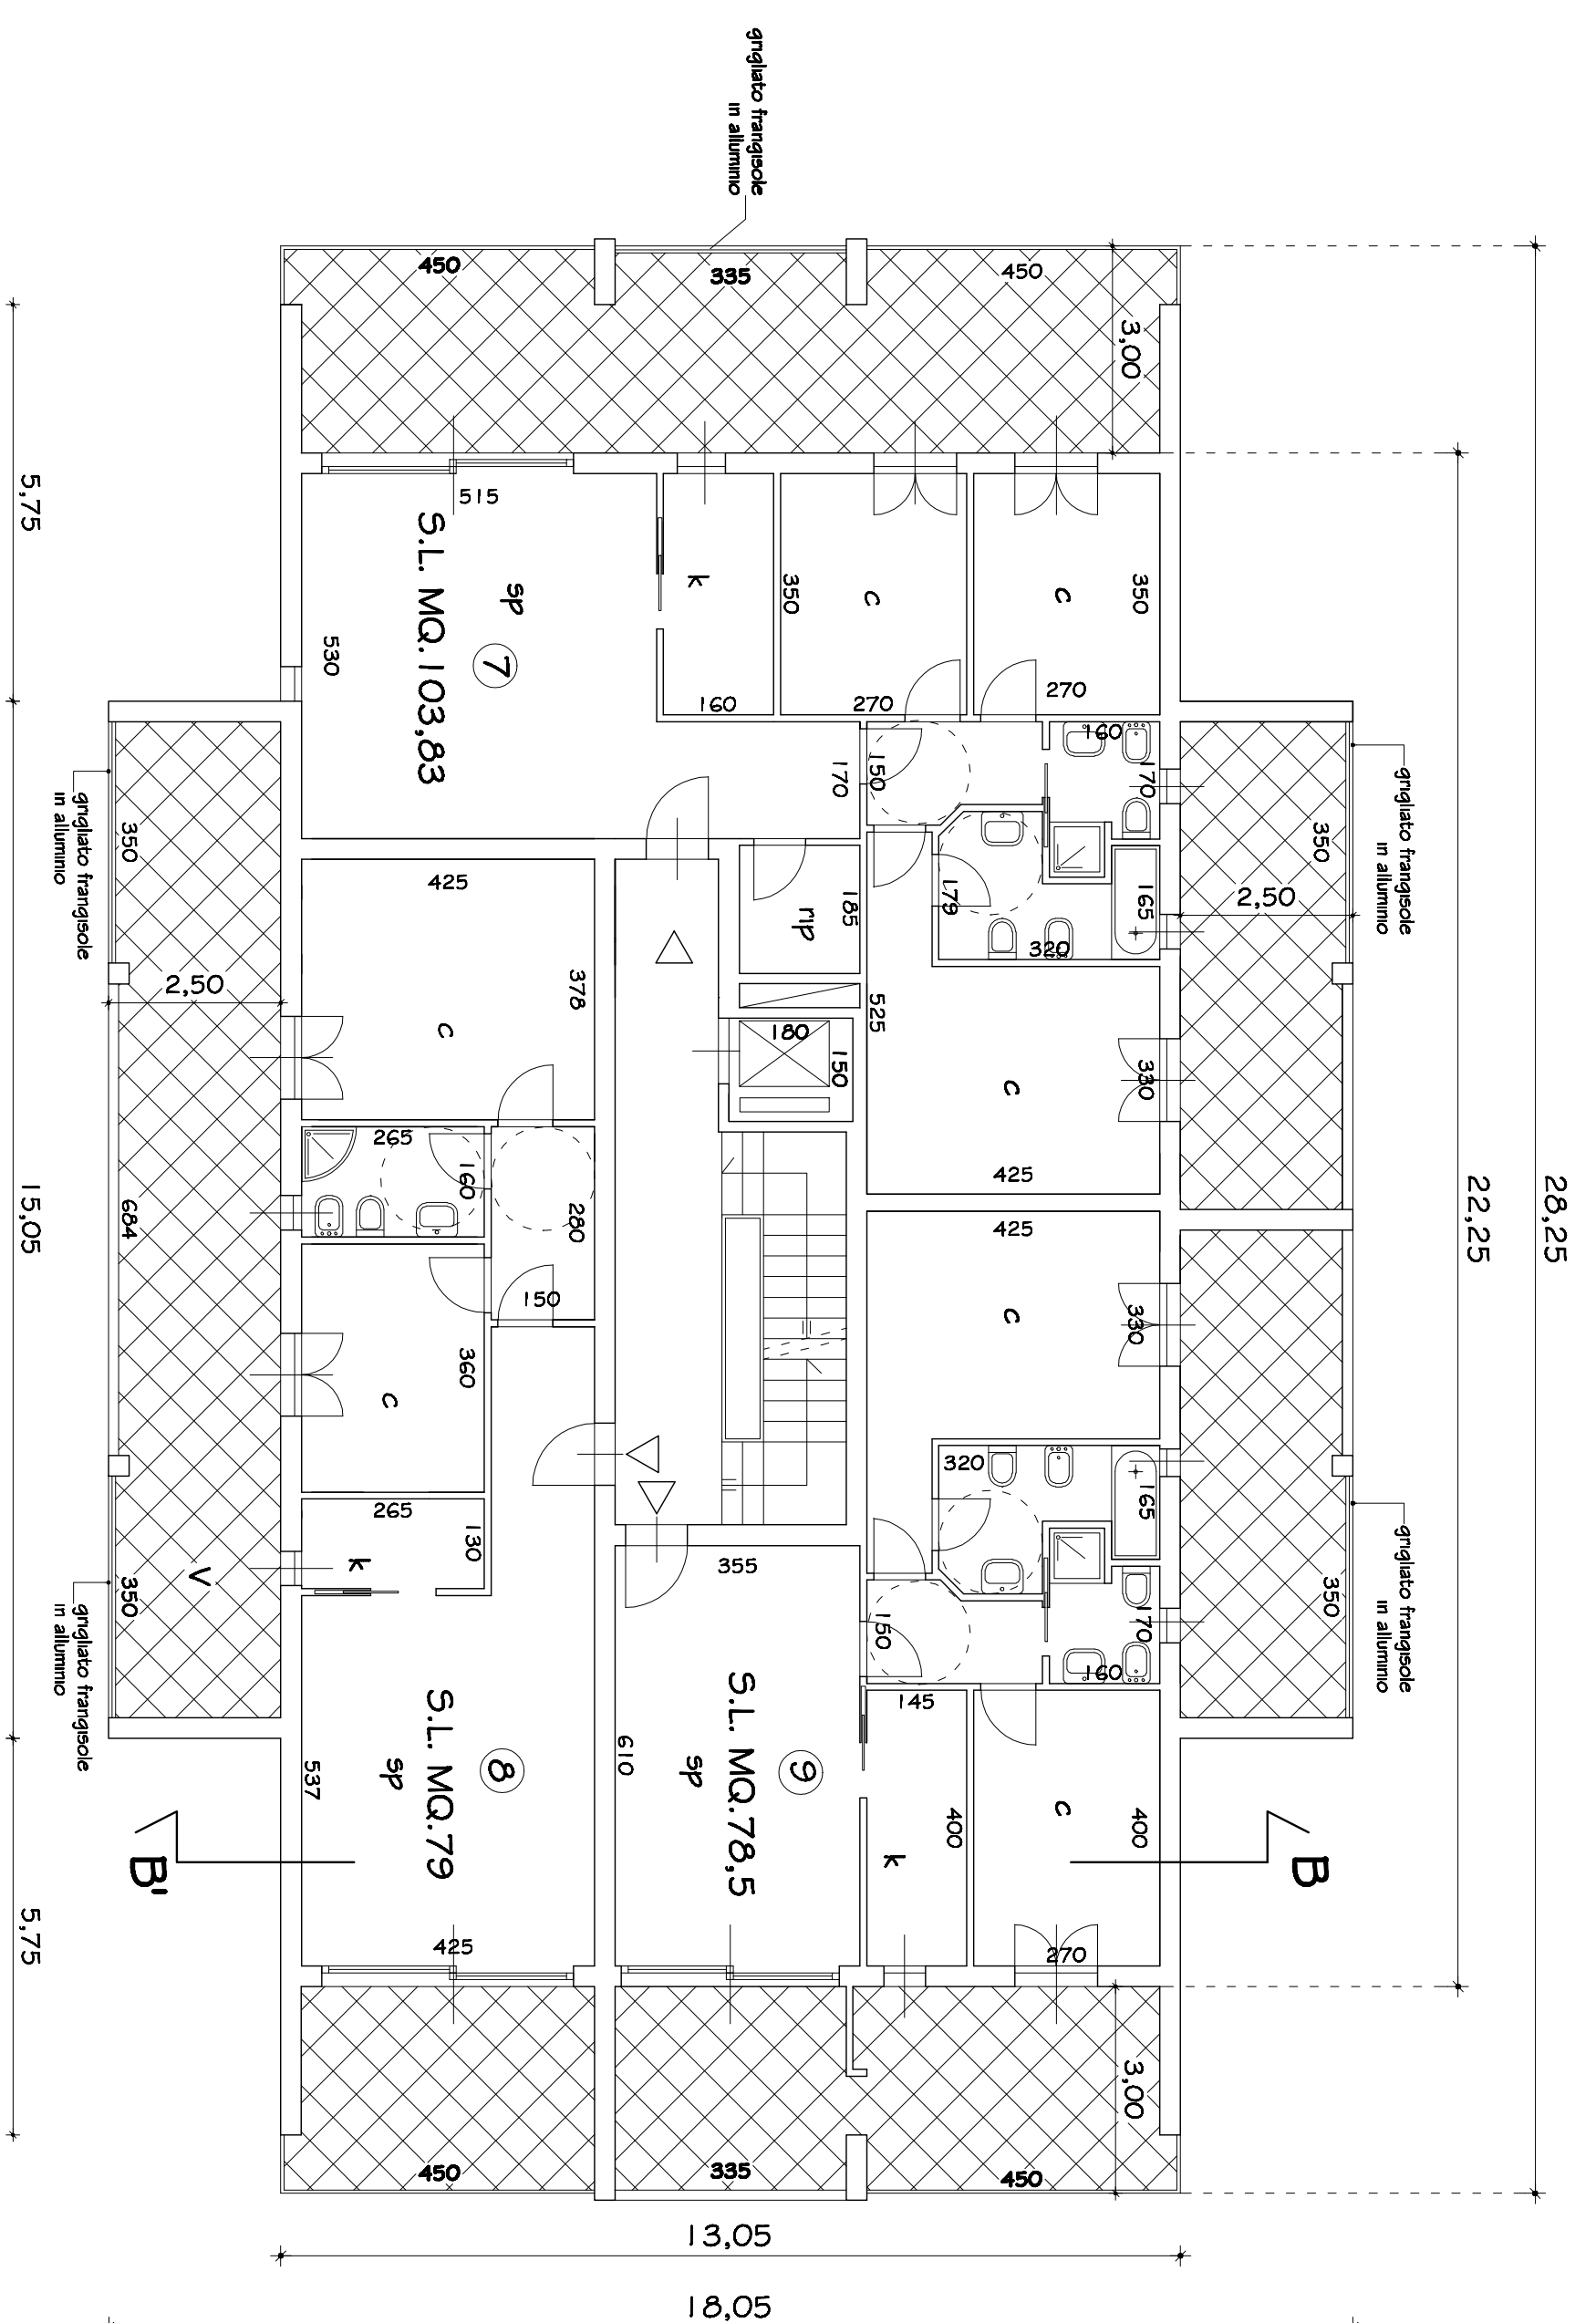 grigliato frangisole
in alluminio
450
335
450
3,00
28,25
22,25
5,75
515
sp
7
S.L. MQ.103,83
530
k
160
350
c
270
350
c
270
160
170
170
150
350
grigliato frangisole
in alluminio
2,50
grigliato frangisole
in alluminio
350
2,50
425
378
c
rip
185
179
320
165
525
180
150
c
330
425
15,05
684
265
160
280
150
425
c
330
360
c
320
165
265
130
k
v
350
grigliato frangisole
in alluminio
355
150
170
160
350
grigliato frangisole
in alluminio
145
610
9
S.L. MQ.78,5
sp
8
S.L. MQ.79
sp
537
425
400
k
c
400
270
B'
B
5,75
3,00
450
335
450
13,05
18,05